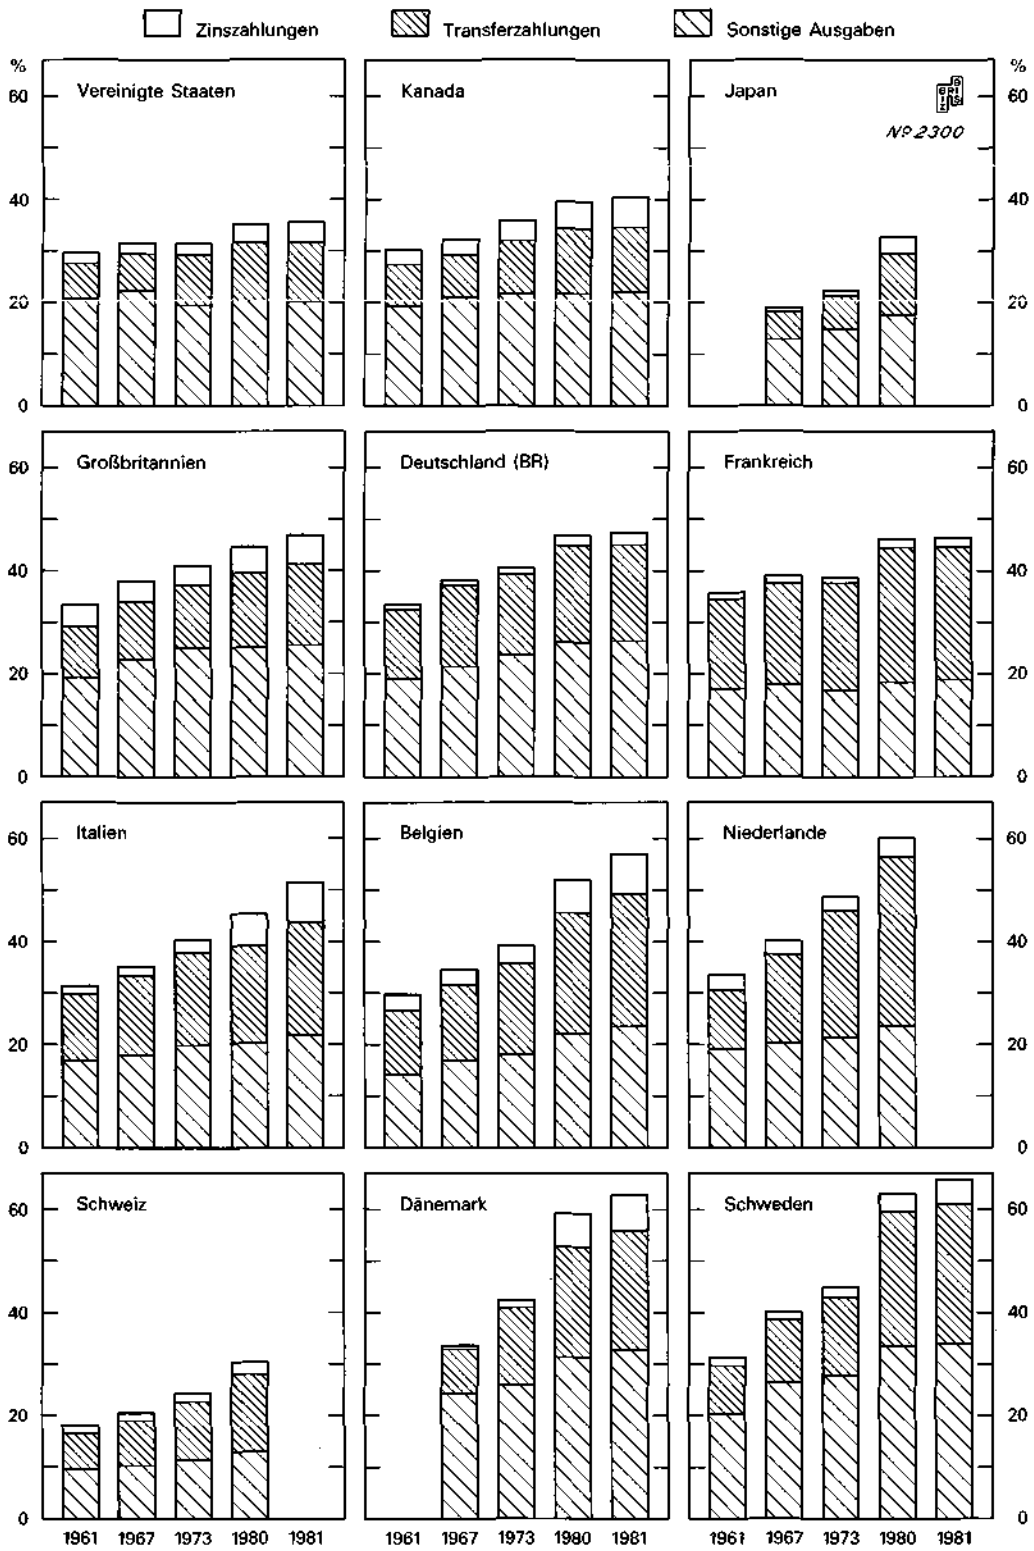 Zinszahlungen Transferzahlungen Sonstige Ausgaben
% %
Vereinigte Staaten Kanada Japan
BIZ BRIS
Nº 2300
60 60
40 40
20 20
0 0
Großbritannien Deutschland (BR) Frankreich
60 60
40 40
20 20
0 0
Italien Belgien Niederlande
60 60
40 40
20 20
0 0
Schweiz Dänemark Schweden
60 60
40 40
20 20
0 0
1961 1967 1973 1980 1981 1961 1967 1973 1980 1981 1961 1967 1973 1980 1981